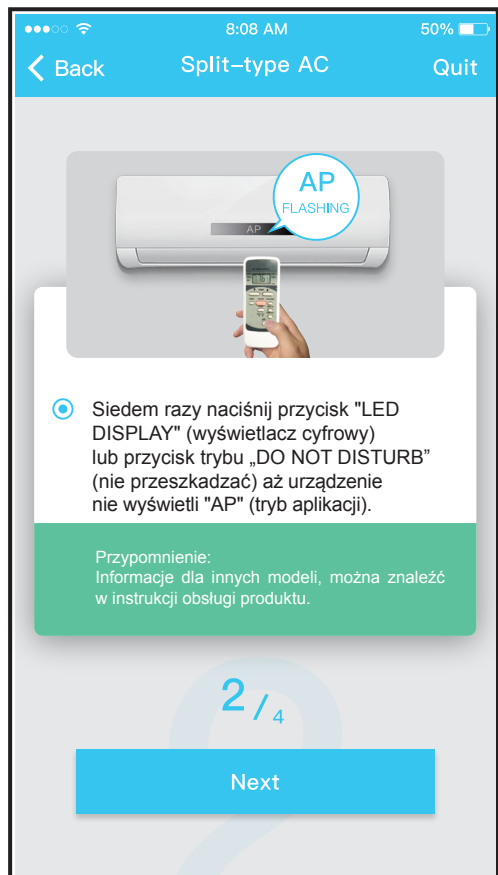 8:08 AM
50%
Back
Split-type AC
Quit
AP
FLASHING
AP
Siedem razy naciśnij przycisk "LED
DISPLAY" (wyświetlacz cyfrowy)
lub przycisk trybu „DO NOT DISTURB”
(nie przeszkadzać) aż urządzenie
nie wyświetli "AP" (tryb aplikacji).
Przypomnienie:
Informacje dla innych modeli, można znaleźć
w instrukcji obsługi produktu.
2/4
Next